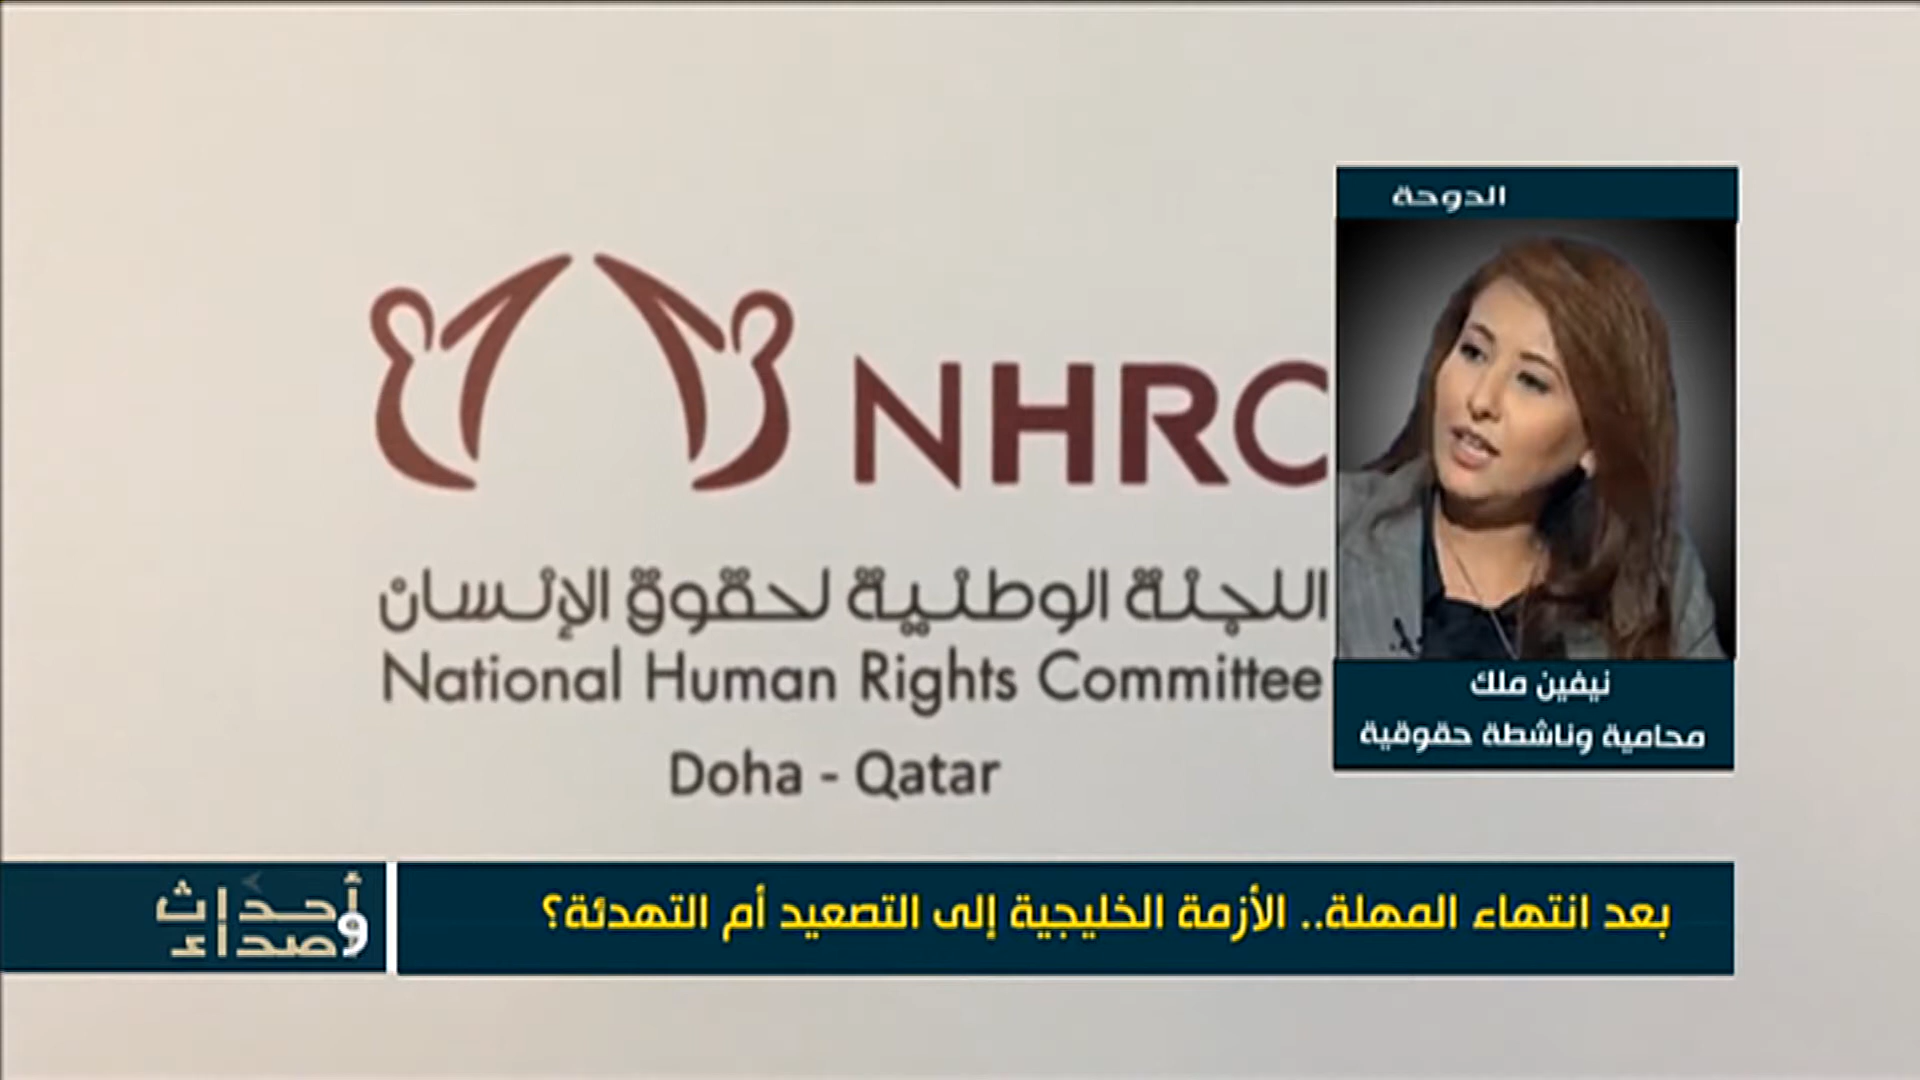 الدوحة
NHRC
اللجنة الوطنية لحقوق الإنسان
National Human Rights Committee
Doha - Qatar
نيفين ملك
محامية وناشطة حقوقية
بعد انتهاء المهلة.. الأزمة الخليجية إلى التصعيد أم التهدئة؟
أحداث
وأصداء